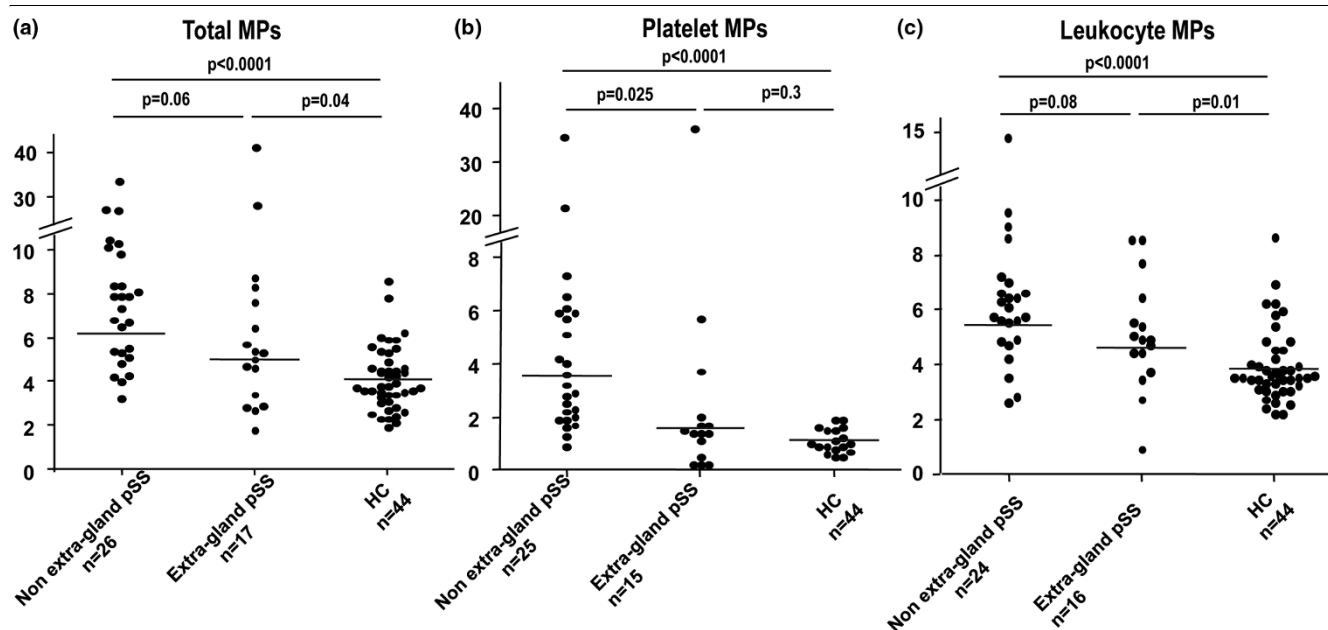 (a)
Total MPs
p<0.0001
p=0.06
p=0.04
40
30
10
8
6
4
2
0
Non extra-gland pSS
n=26
Extra-gland pSS
n=17
HC
n=44
(b)
Platelet MPs
p<0.0001
p=0.025
p=0.3
40
30
20
8
6
4
2
0
Non extra-gland pSS
n=25
Extra-gland pSS
n=15
HC
n=44
(c)
Leukocyte MPs
p<0.0001
p=0.08
p=0.01
15
10
8
6
4
2
0
Non extra-gland pSS
n=24
Extra-gland pSS
n=16
HC
n=44